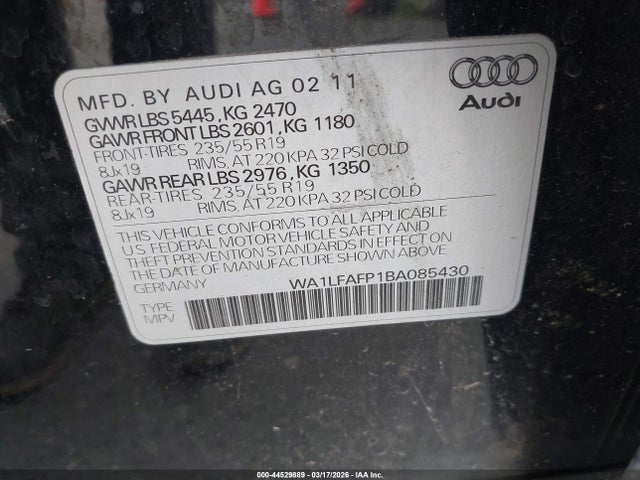 MFD. BY AUDI AG 02 11
GVWR LBS 5445, KG 2470
GAWR FRONT LBS 2601, KG 1180
FRONT-TIRES 235/55 R19
8Jx19 RIMS, AT 220 KPA 32 PSI COLD
GAWR REAR LBS 2976, KG 1350
REAR-TIRES 235/55 R19
8Jx19 RIMS, AT 220 KPA 32 PSI COLD
THIS VEHICLE CONFORMS TO ALL APPLICABLE
US FEDERAL MOTOR VEHICLE SAFETY AND
THEFT PREVENTION STANDARDS IN EFFECT ON
THE DATE OF MANUFACTURE SHOWN ABOVE
GERMANY WA1LFAFP1BA085430
TYPE
MPV
Audi
000-44529889 | 03/17/2026 | IAA Inc.